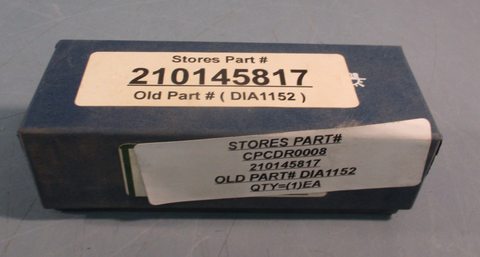 Stores Part #
210145817
Old Part # ( DIA1152 )
STORES PART#
CPCDR0008
210145817
OLD PART# DIA1152
QTY=(1)EA